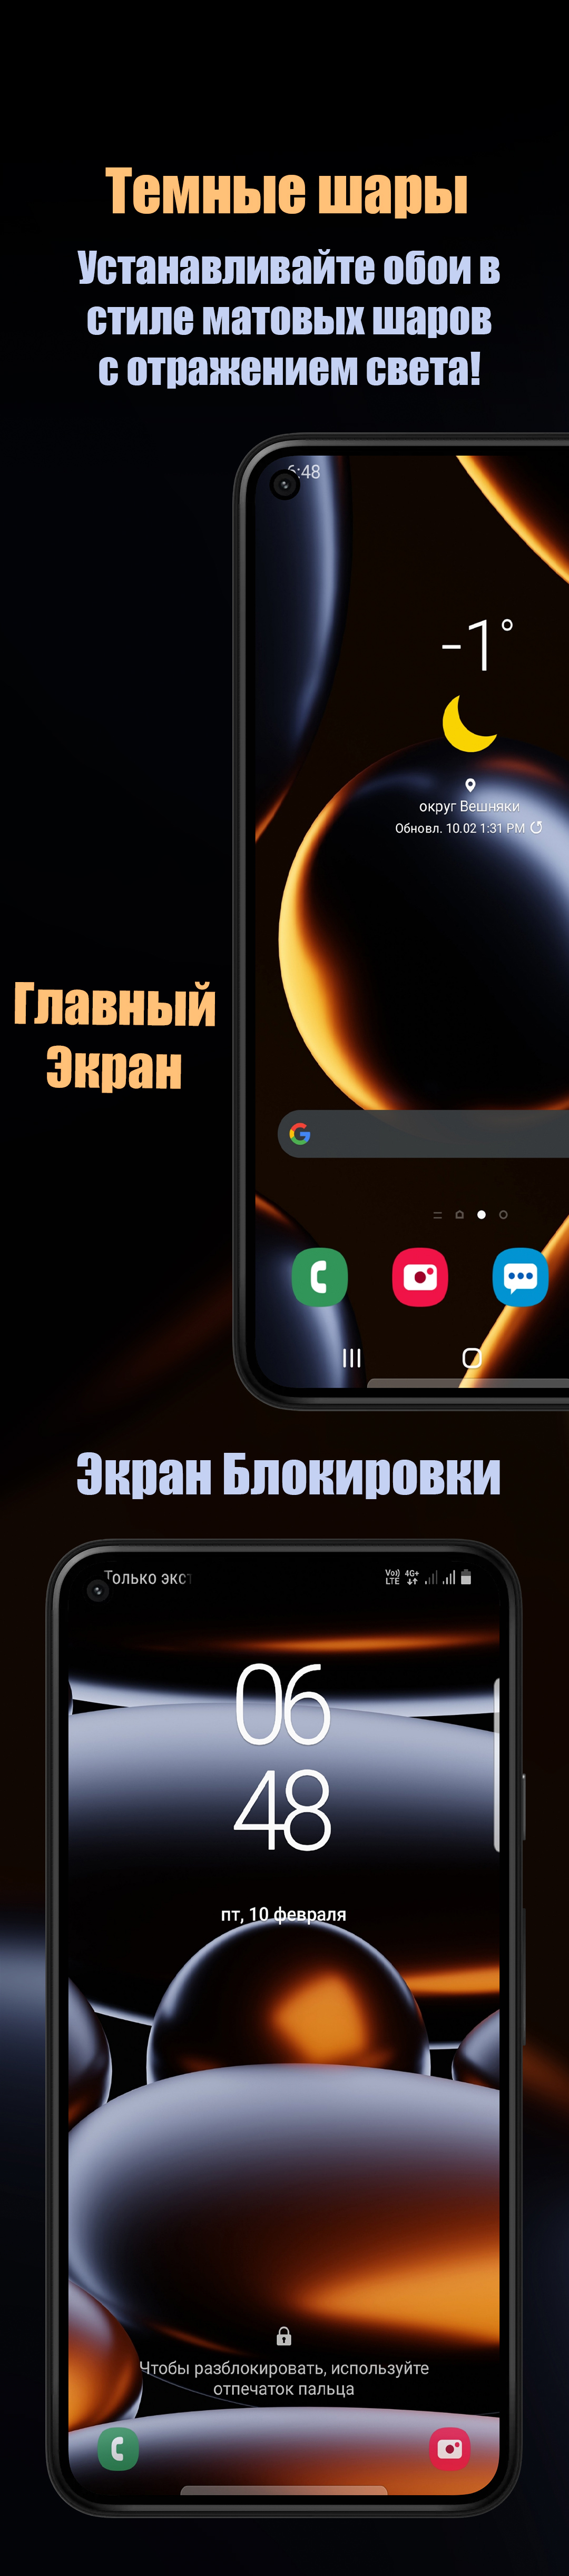 Темные шары
Устанавливайте обои в
стиле матовых шаров
с отражением света!
6:48
-1°
округ Вешняки
Обновл. 10.02 1:31 PM
Главный
Экран
G
Экран Блокировки
Только экст
Vo)) 4G+
LTE
06
48
пт, 10 февраля
Чтобы разблокировать, используйте
отпечаток пальца